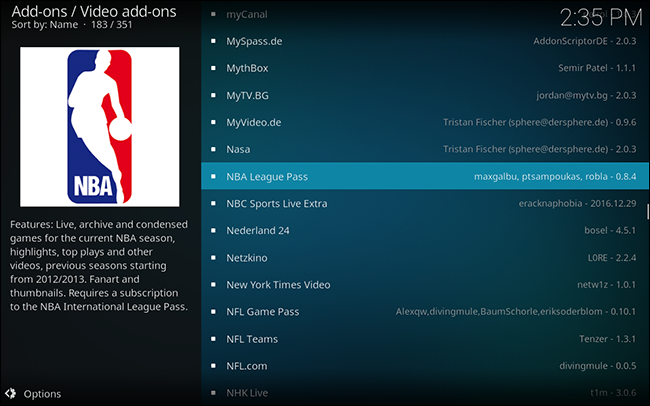 Add-ons / Video add-ons
Sort by: Name · 183 / 351
2:35 PM
myCanal
MySpass.de AddonScriptorDE - 2.0.3
MythBox Semir Patel - 1.1.1
MyTV.BG jordan@mytv.bg - 2.0.3
MyVideo.de Tristan Fischer (sphere@dersphere.de) - 0.9.6
Nasa Tristan Fischer (sphere@dersphere.de) - 2.0.3
NBA League Pass maxgalbu, ptsampoukas, robla - 0.8.4
NBC Sports Live Extra eracknaphobia - 2016.12.29
Nederland 24 bosel - 4.5.1
Netzkino L0RE - 2.2.4
New York Times Video netw1z - 1.0.1
NFL Game Pass Alexqw,divingmule,BaumSchorle,eriksoderblom - 0.10.1
NFL Teams Tenzer - 1.3.1
NFL.com divingmule - 0.0.5
NHK Live t1m - 3.0.6
NBA
Features: Live, archive and condensed
games for the current NBA season,
highlights, top plays and other
videos, previous seasons starting
from 2012/2013. Fanart and
thumbnails. Requires a subscription
to the NBA International League Pass.
Options